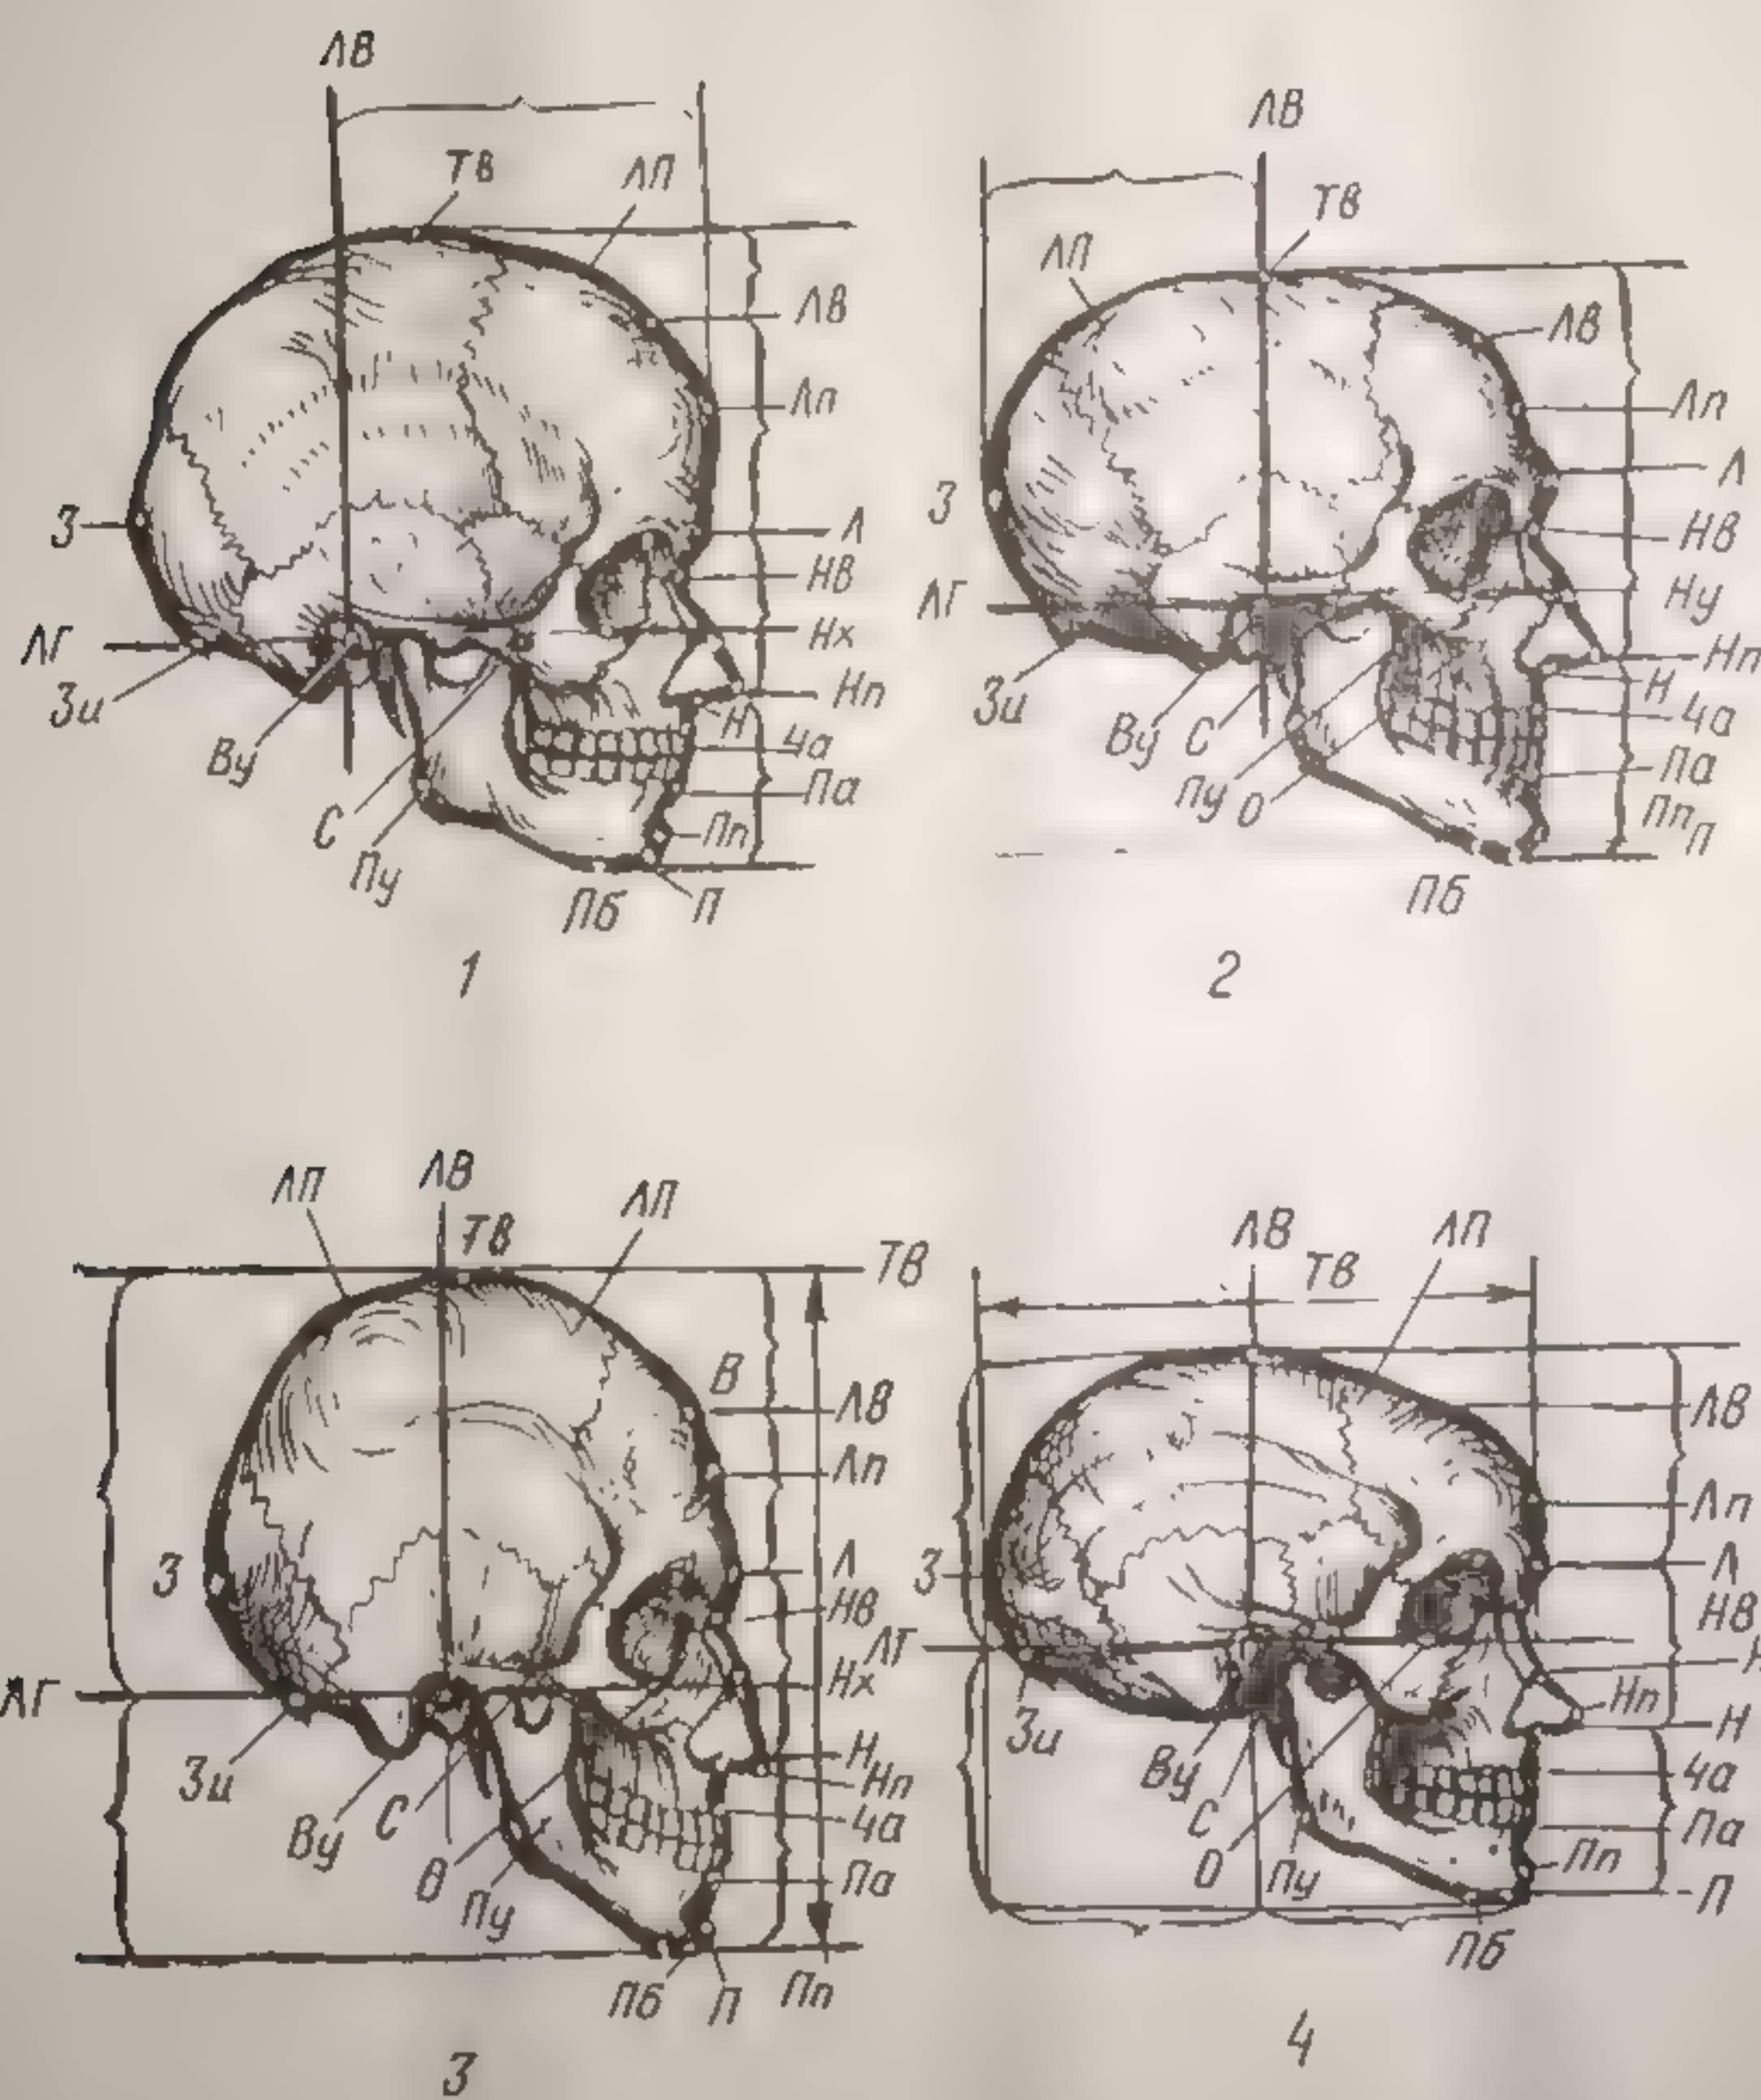 ЛВ
Тв
ЛП
Лв
Лп
З
Л
Нв
ЛГ
Нх
Зи
Нп
Н
Ча
Ву
Па
С
Пп
Пу
Пб
П
1
ЛВ
Тв
ЛП
Лв
Лп
Л
З
Нв
ЛГ
Ну
Нп
Н
Зи
Ча
Ву
С
Па
Пу
О
Пп
П
Пб
2
ЛП
ЛВ
ЛП
Тв
Тв
В
Лв
Лп
З
Л
Нв
ЛГ
Нх
Н
Нп
Зи
Ча
Ву
С
Па
О
Пу
Пб
П
Пп
3
ЛВ
ЛП
Тв
Лв
Лп
З
Л
Нв
ЛГ
Нп
Н
Зи
Ву
Ча
С
Па
О
Пу
Пп
П
Пб
4